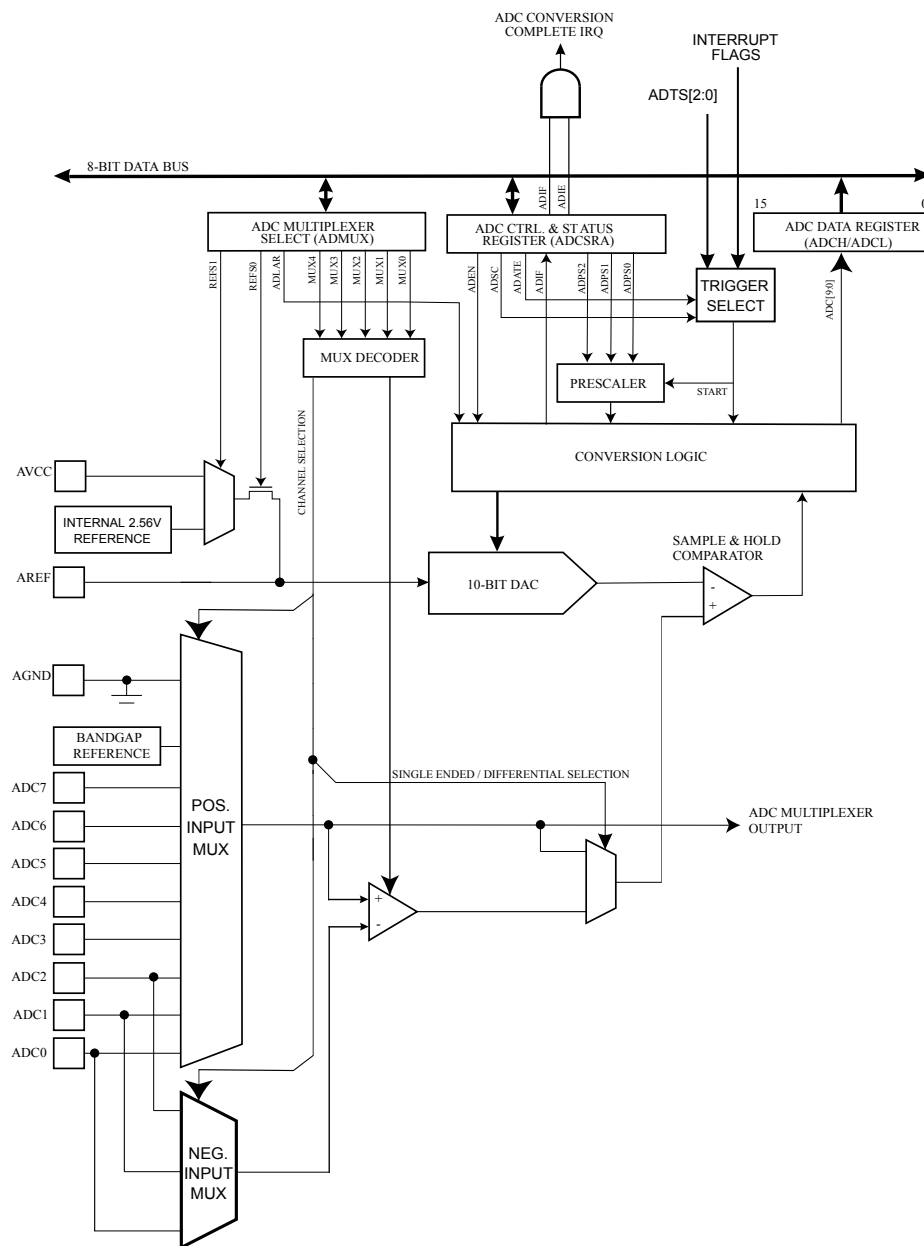 ADC CONVERSION
COMPLETE IRQ
INTERRUPT
FLAGS
ADTS[2:0]
8-BIT DATA BUS
ADIF
ADIE
15
ADC MULTIPLEXER
SELECT (ADMUX)
ADC CTRL. & STATUS
REGISTER (ADCSRA)
ADC DATA REGISTER
(ADCH/ADCL)
REFS1
REFS0
ADLAR
MUX4
MUX3
MUX2
MUX1
MUX0
ADEN
ADSC
ADATE
ADIF
ADPS2
ADPS1
ADPS0
ADC[9:0]
TRIGGER
SELECT
MUX DECODER
PRESCALER
START
CHANNEL SELECTION
CONVERSION LOGIC
AVCC
INTERNAL 2.56V
REFERENCE
AREF
SAMPLE & HOLD
COMPARATOR
10-BIT DAC
-
+
AGND
BANDGAP
REFERENCE
ADC7
ADC6
ADC5
ADC4
ADC3
ADC2
ADC1
ADC0
POS.
INPUT
MUX
SINGLE ENDED / DIFFERENTIAL SELECTION
ADC MULTIPLEXER
OUTPUT
+
-
NEG.
INPUT
MUX